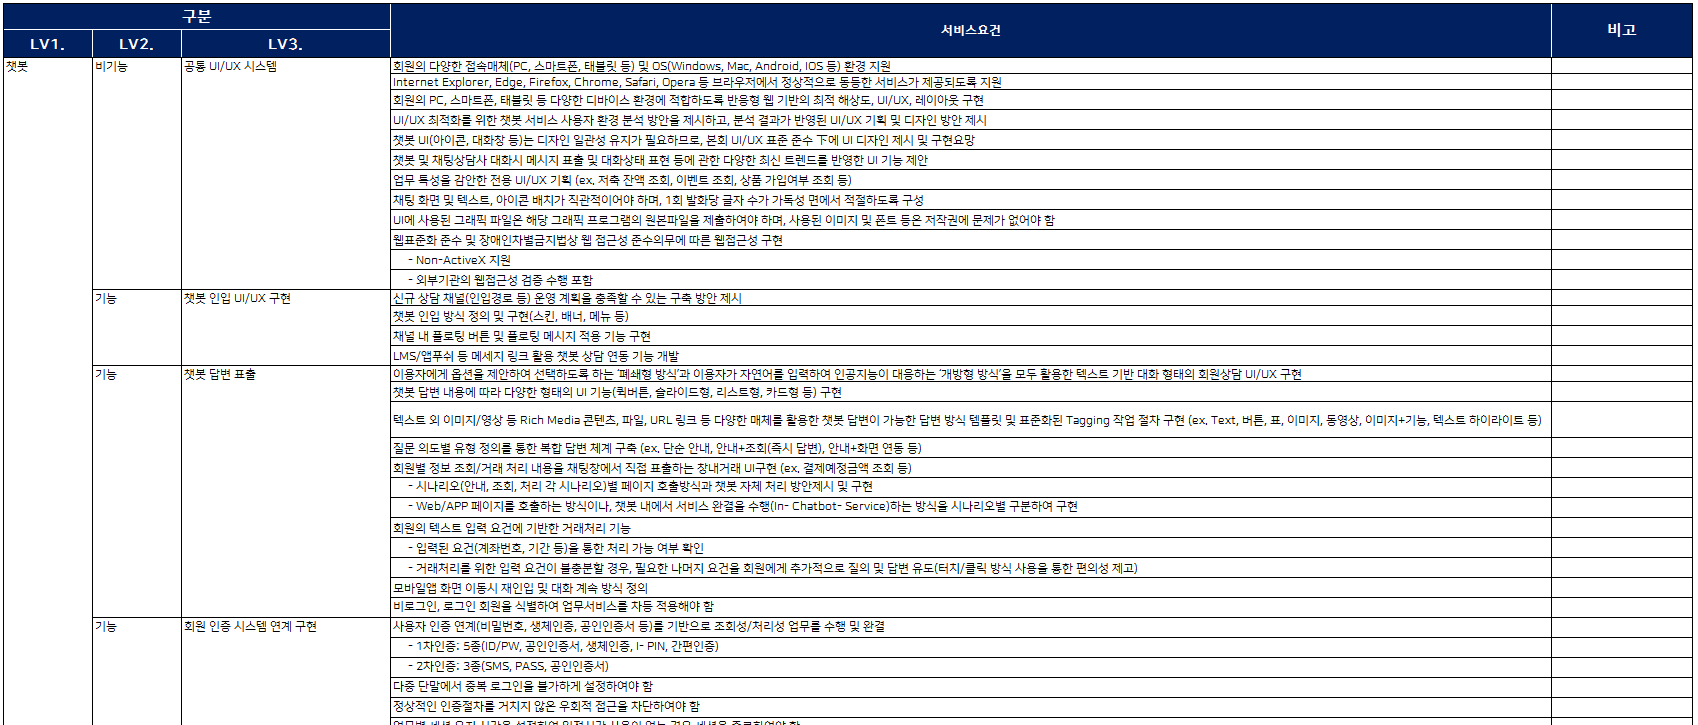 구분
서비스요건
비고
LV1.
LV2.
LV3.
챗봇
비기능
공통 UI/UX 시스템
회원의 다양한 접속매체(PC, 스마트폰, 태블릿 등) 및 OS(Windows, Mac, Android, IOS 등) 환경 지원
Internet Explorer, Edge, Firefox, Chrome, Safari, Opera 등 브라우저에서 정상적으로 동등한 서비스가 제공되도록 지원
회원의 PC, 스마트폰, 태블릿 등 다양한 디바이스 환경에 적합하도록 반응형 웹 기반의 최적 해상도, UI/UX, 레이아웃 구현
UI/UX 최적화를 위한 챗봇 서비스 사용자 환경 분석 방안을 제시하고, 분석 결과가 반영된 UI/UX 기획 및 디자인 방안 제시
챗봇 UI(아이콘, 대화창 등)는 디자인 일관성 유지가 필요하므로, 본회 UI/UX 표준 준수 下에 UI 디자인 제시 및 구현요망
챗봇 및 채팅상담사 대화시 메시지 표출 및 대화상태 표현 등에 관한 다양한 최신 트렌드를 반영한 UI 기능 제안
업무 특성을 감안한 전용 UI/UX 기획 (ex. 저축 잔액 조회, 이벤트 조회, 상품 가입여부 조회 등)
채팅 화면 및 텍스트, 아이콘 배치가 직관적이어야 하며, 1회 발화당 글자 수가 가독성 면에서 적절하도록 구성
UI에 사용된 그래픽 파일은 해당 그래픽 프로그램의 원본파일을 제출하여야 하며, 사용된 이미지 및 폰트 등은 저작권에 문제가 없어야 함
웹표준화 준수 및 장애인차별금지법상 웹 접근성 준수의무에 따른 웹접근성 구현
- Non-ActiveX 지원
- 외부기관의 웹접근성 검증 수행 포함
기능
챗봇 인입 UI/UX 구현
신규 상담 채널(인입경로 등) 운영 계획을 충족할 수 있는 구축 방안 제시
챗봇 인입 방식 정의 및 구현(스킨, 배너, 메뉴 등)
채널 내 플로팅 버튼 및 플로팅 메시지 적용 기능 구현
LMS/앱푸쉬 등 메세지 링크 활용 챗봇 상담 연동 기능 개발
기능
챗봇 답변 표출
이용자에게 옵션을 제안하여 선택하도록 하는 '폐쇄형 방식'과 이용자가 자연어를 입력하여 인공지능이 대응하는 '개방형 방식'을 모두 활용한 텍스트 기반 대화 형태의 회원상담 UI/UX 구현
챗봇 답변 내용에 따라 다양한 형태의 UI 기능(퀵버튼, 슬라이드형, 리스트형, 카드형 등) 구현
텍스트 외 이미지/영상 등 Rich Media 콘텐츠, 파일, URL 링크 등 다양한 매체를 활용한 챗봇 답변이 가능한 답변 방식 템플릿 및 표준화된 Tagging 작업 절차 구현 (ex. Text, 버튼, 표, 이미지, 동영상, 이미지+기능, 텍스트 하이라이트 등)
질문 의도별 유형 정의를 통한 복합 답변 체계 구축 (ex. 단순 안내, 안내+조회(즉시 답변), 안내+화면 연동 등)
회원별 정보 조회/거래 처리 내용을 채팅창에서 직접 표출하는 창내거래 UI구현 (ex. 결제예정금액 조회 등)
- 시나리오(안내, 조회, 처리 각 시나리오)별 페이지 호출방식과 챗봇 자체 처리 방안제시 및 구현
- Web/APP 페이지를 호출하는 방식이나, 챗봇 내에서 서비스 완결을 수행(In- Chatbot- Service)하는 방식을 시나리오별 구분하여 구현
회원의 텍스트 입력 요건에 기반한 거래처리 기능
- 입력된 요건(계좌번호, 기간 등)을 통한 처리 가능 여부 확인
- 거래처리를 위한 입력 요건이 불충분할 경우, 필요한 나머지 요건을 회원에게 추가적으로 질의 및 답변 유도(터치/클릭 방식 사용을 통한 편의성 제고)
모바일앱 화면 이동시 재인입 및 대화 계속 방식 정의
비로그인, 로그인 회원을 식별하여 업무서비스를 차등 적용해야 함
기능
회원 인증 시스템 연계 구현
사용자 인증 연계(비밀번호, 생체인증, 공인인증서 등)를 기반으로 조회성/처리성 업무를 수행 및 완결
- 1차인증: 5종(ID/PW, 공인인증서, 생체인증, I- PIN, 간편인증)
- 2차인증: 3종(SMS, PASS, 공인인증서)
다중 단말에서 중복 로그인을 불가하게 설정하여야 함
정상적인 인증절차를 거치지 않은 우회적 접근을 차단하여야 함